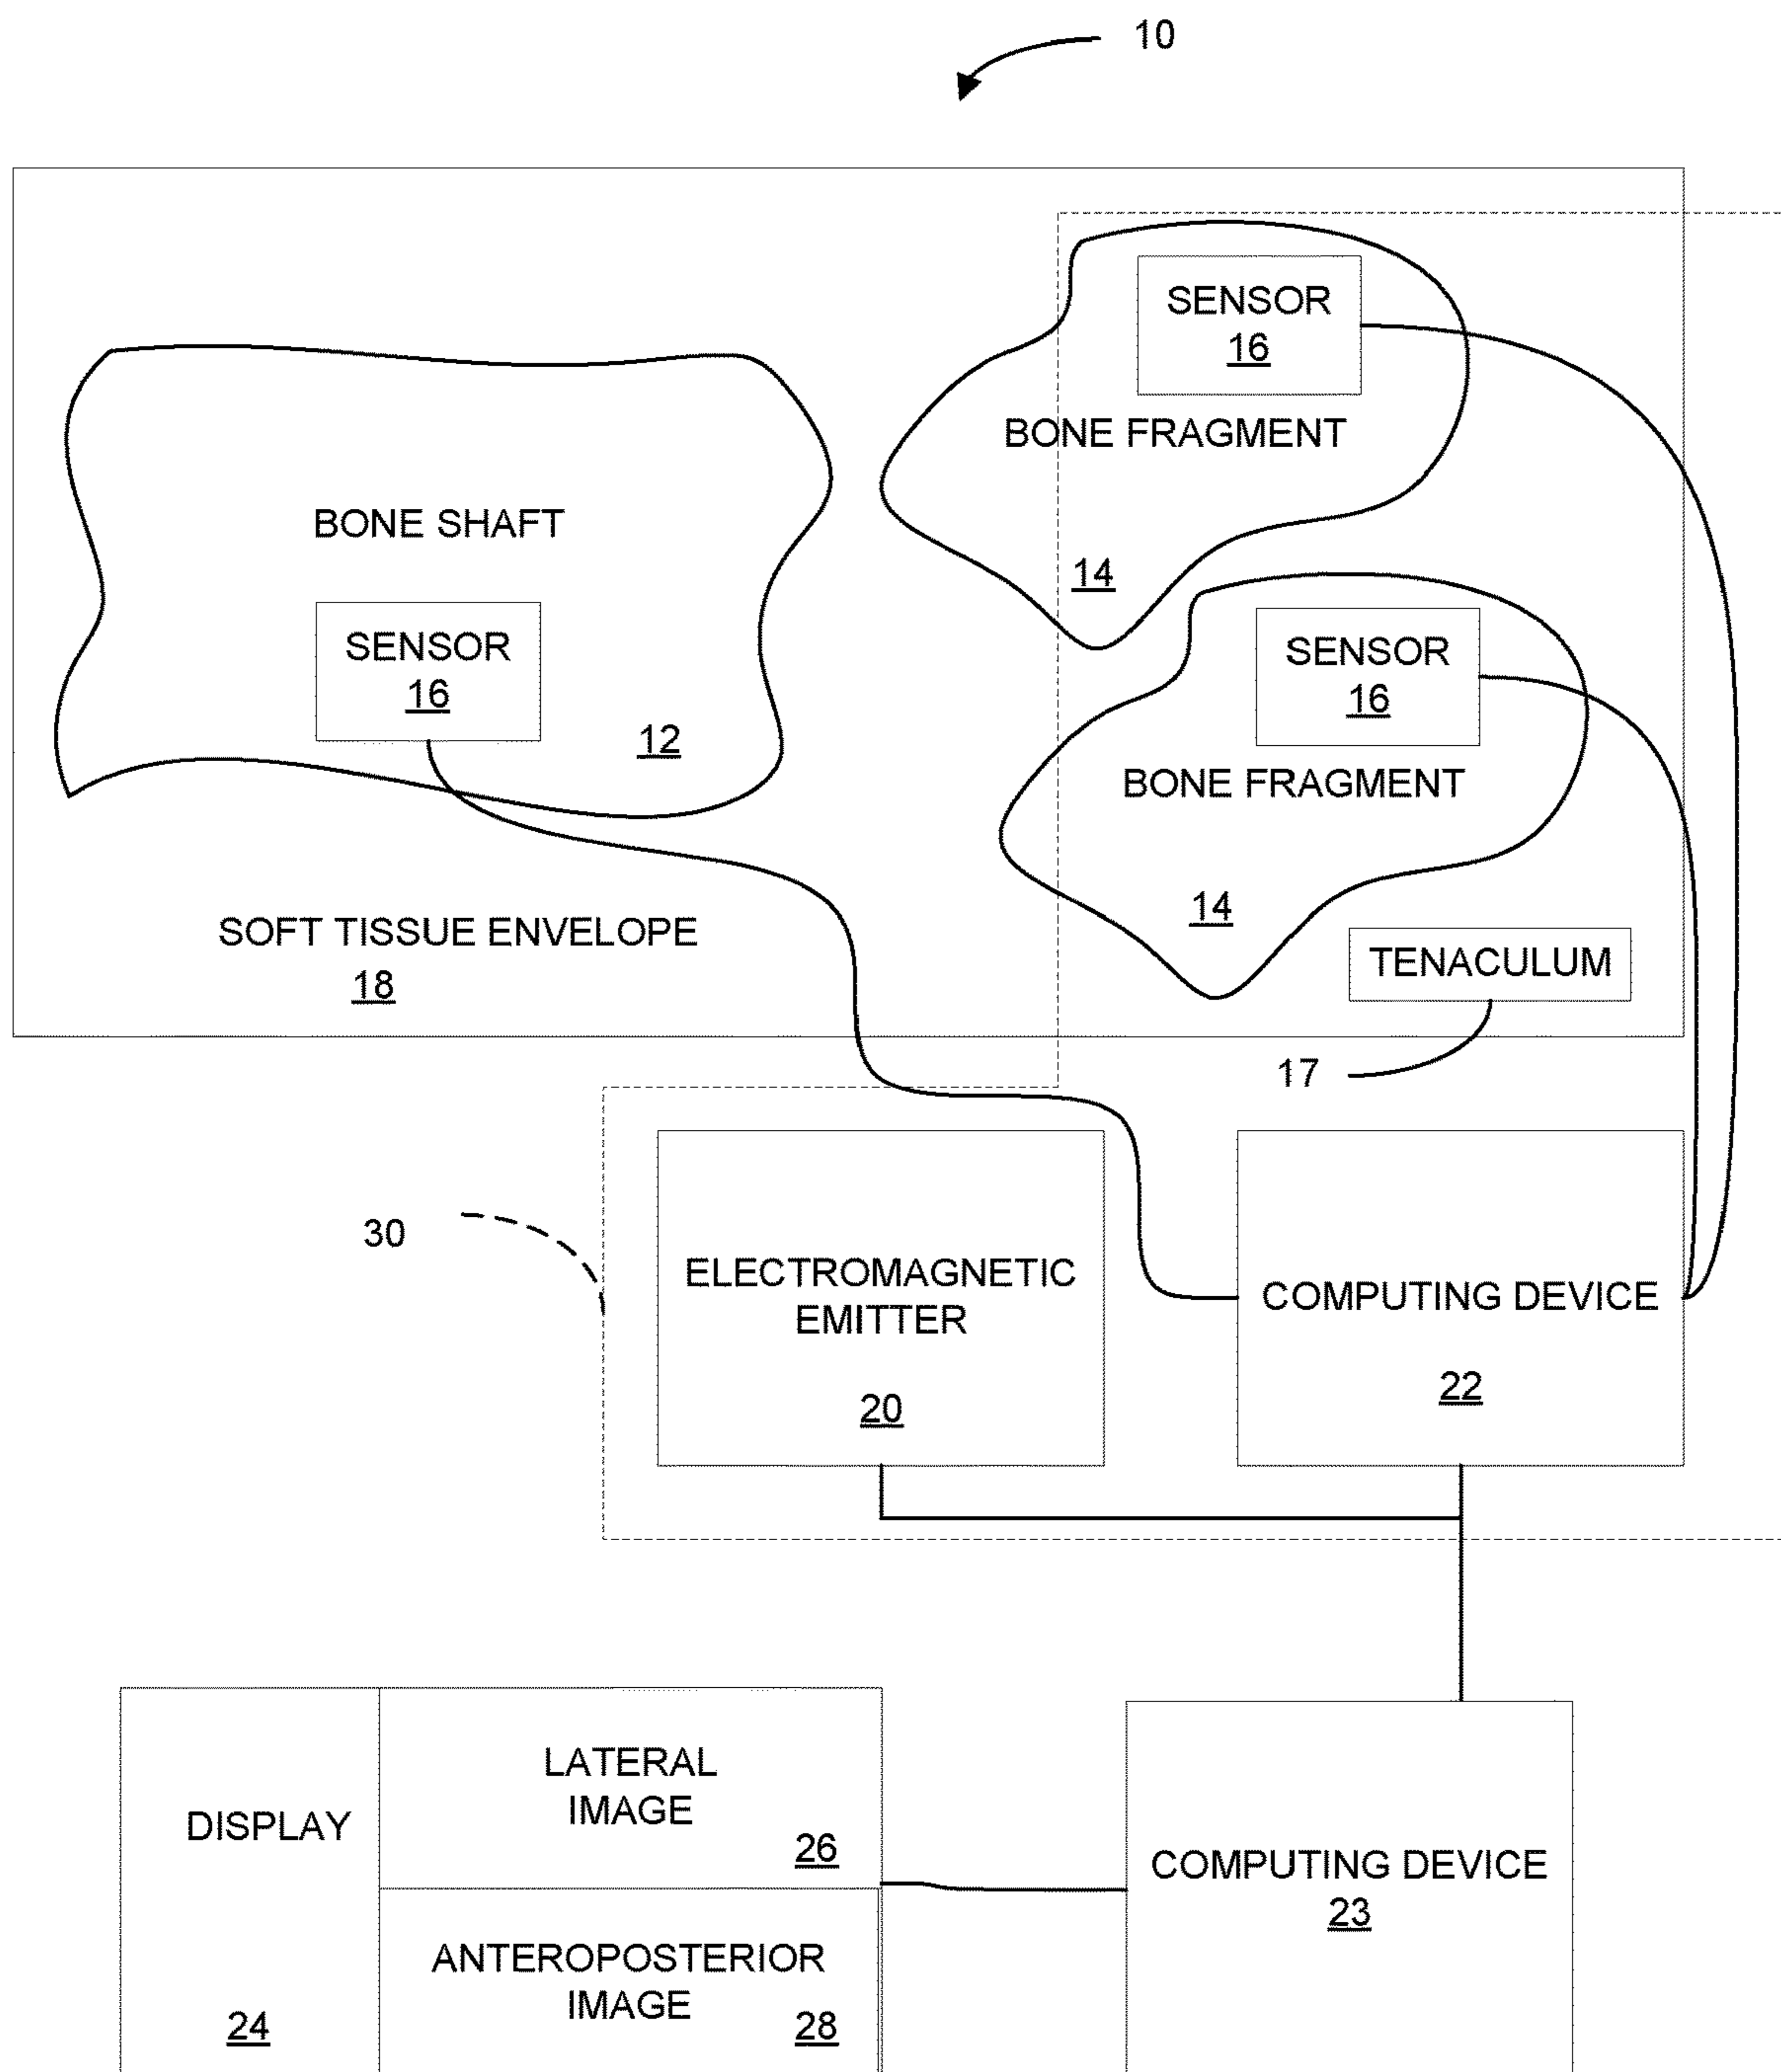 10
SENSOR
16
BONE FRAGMENT
14
BONE SHAFT
SENSOR
16
12
SENSOR
16
BONE FRAGMENT
14
SOFT TISSUE ENVELOPE
18
TENACULUM
17
30
ELECTROMAGNETIC
EMITTER
20
COMPUTING DEVICE
22
DISPLAY
24
LATERAL
IMAGE
26
ANTEROPOSTERIOR
IMAGE
28
COMPUTING DEVICE
23